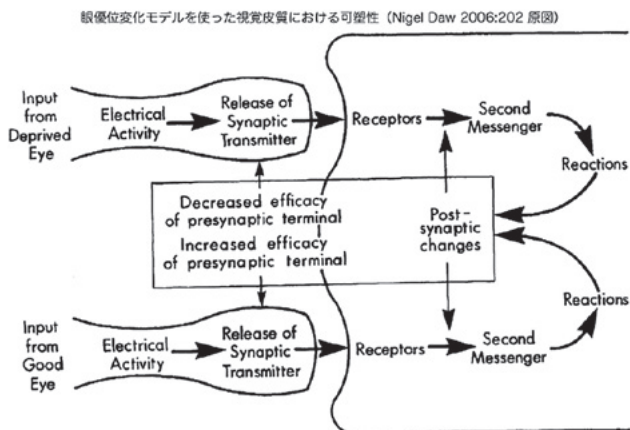 眼優位変化モデルを使った視覚皮質における可塑性（Nigel Daw 2006:202 原図）
Input
from
Deprived
Eye
Electrical
Activity
Release of
Synaptic
Transmitter
Receptors
Second
Messenger
Reactions
Decreased efficacy
of presynaptic terminal
Increased efficacy
of presynaptic terminal
Post-
synaptic
changes
Reactions
Input
from
Good
Eye
Electrical
Activity
Release of
Synaptic
Transmitter
Receptors
Second
Messenger